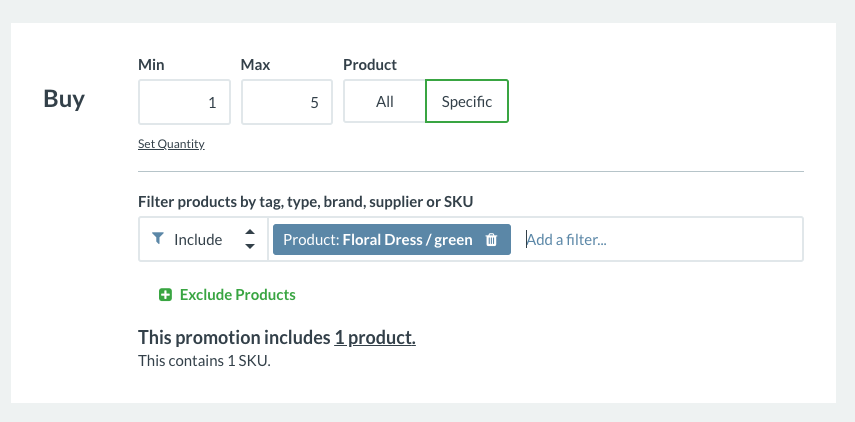 Min Max Product
Buy 1 5 All Specific
Set Quantity
Filter products by tag, type, brand, supplier or SKU
Include Product: Floral Dress / green Add a filter...
Exclude Products
This promotion includes 1 product.
This contains 1 SKU.